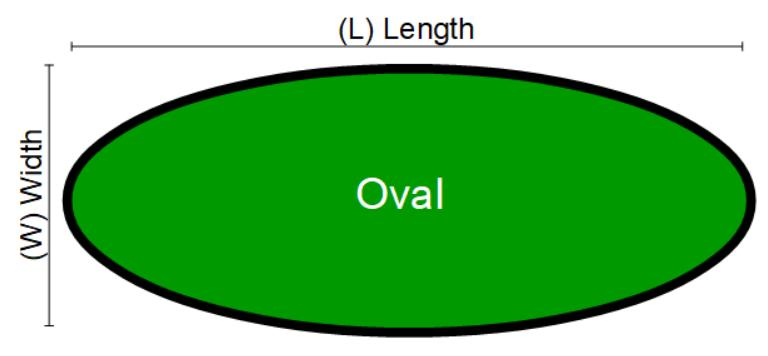 (L) Length
(W) Width
Oval